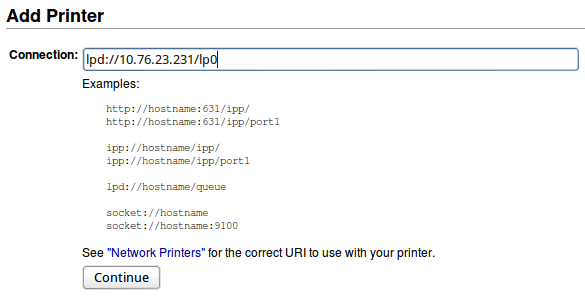 Add Printer
Connection: lpd://10.76.23.231/lp0
Examples:
http://hostname:631/ipp/
http://hostname:631/ipp/port1
ipp://hostname/ipp/
ipp://hostname/ipp/port1
lpd://hostname/queue
socket://hostname
socket://hostname:9100
See "Network Printers" for the correct URI to use with your printer.
Continue